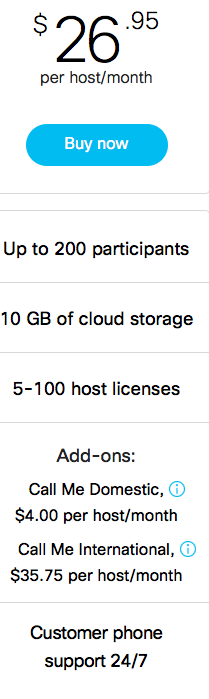 $26.95
per host/month
Buy now
Up to 200 participants
10 GB of cloud storage
5-100 host licenses
Add-ons:
Call Me Domestic,
$4.00 per host/month
Call Me International,
$35.75 per host/month
Customer phone
support 24/7